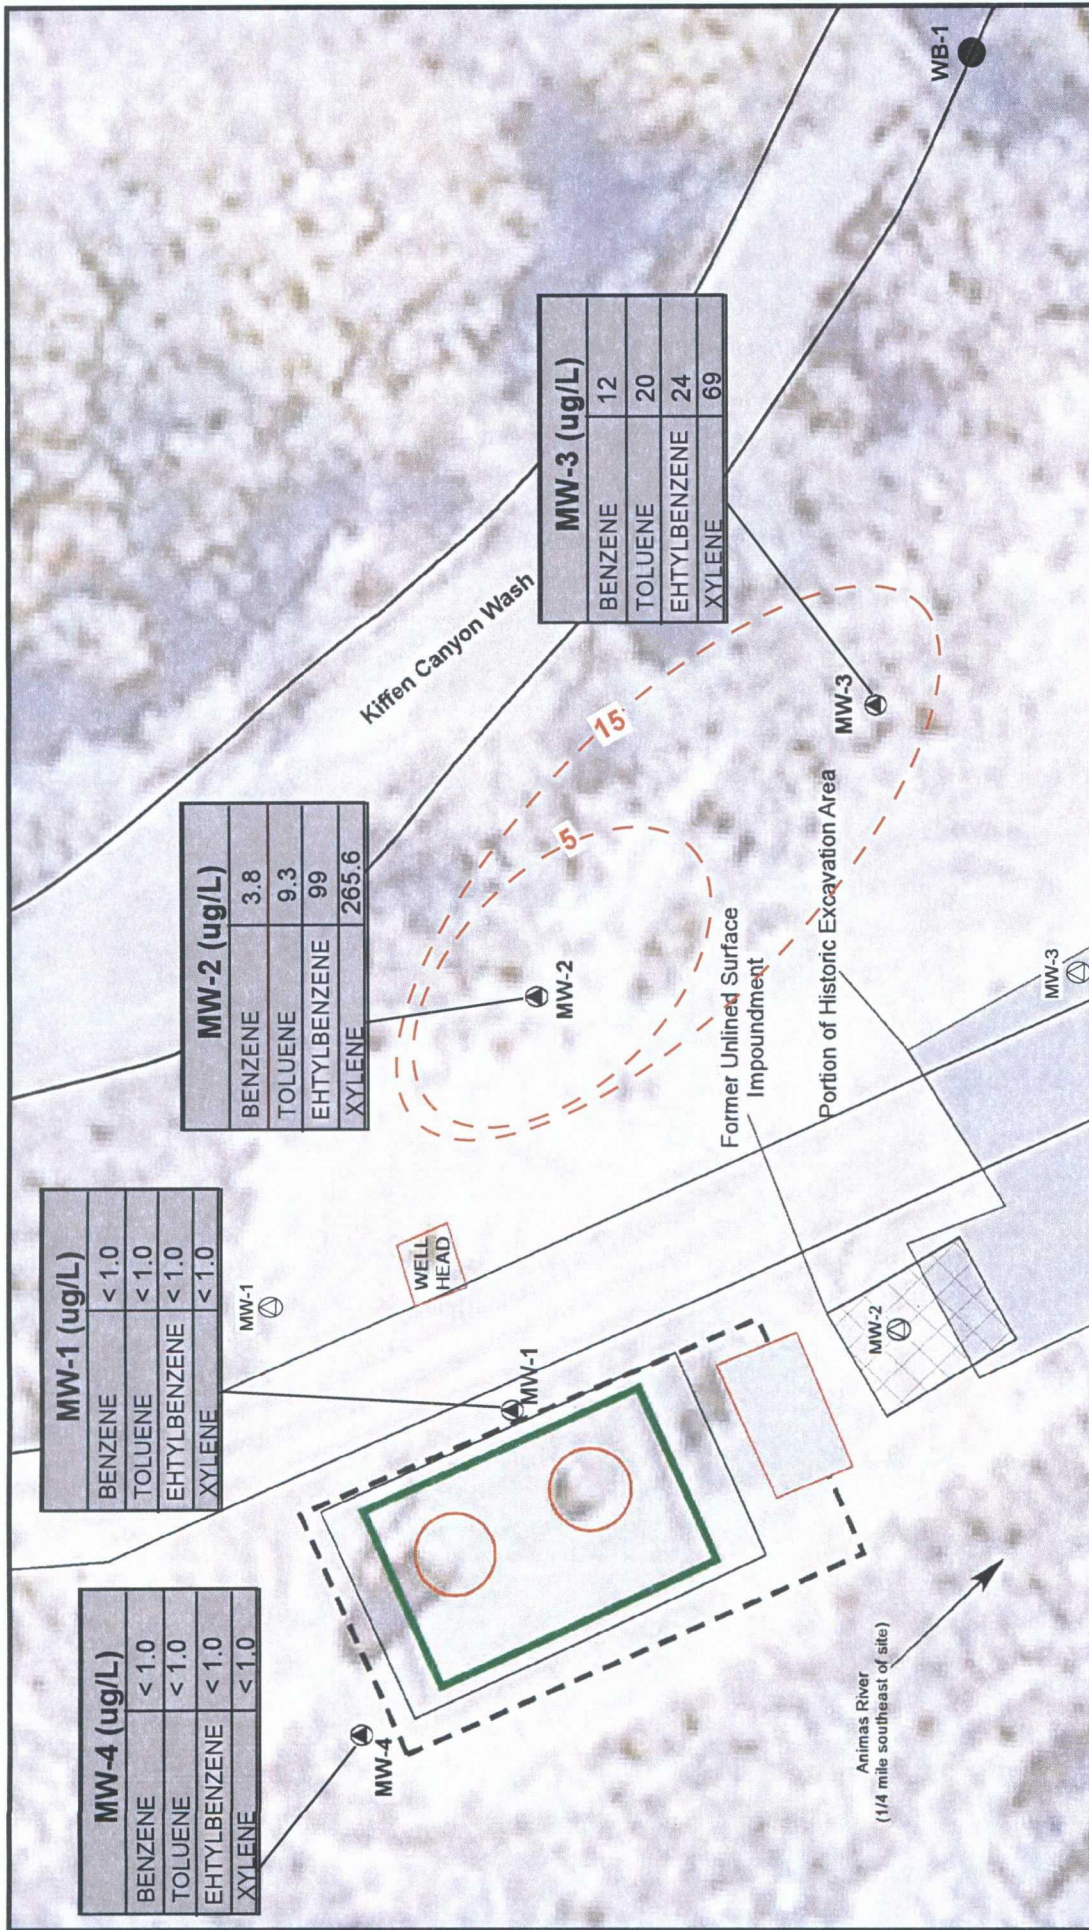 MW-4 (ug/L)
BENZENE < 1.0
TOLUENE < 1.0
EHTYLBENZENE < 1.0
XYLENE < 1.0
MW-1 (ug/L)
BENZENE < 1.0
TOLUENE < 1.0
EHTYLBENZENE < 1.0
XYLENE < 1.0
MW-2 (ug/L)
BENZENE 3.8
TOLUENE 9.3
EHTYLBENZENE 99
XYLENE 265.6
MW-3 (ug/L)
BENZENE 12
TOLUENE 20
EHTYLBENZENE 24
XYLENE 69
Kiffen Canyon Wash
WB-1
MW-1
WELL
HEAD
MW-4
MW-1
MW-2
5
15
MW-3
Former Unlined Surface
Impoundment
Portion of Historic Excavation Area
MW-2
MW-3
Animas River
(1/4 mile southeast of site)